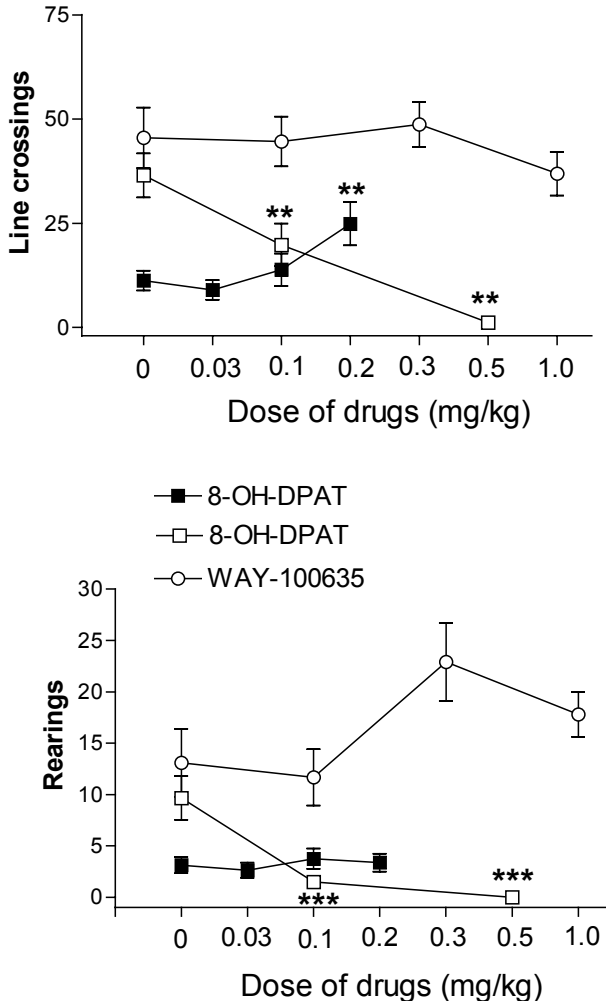 75
50
25
0
Line crossings
**
**
**
0 0.03 0.1 0.2 0.3 0.5 1.0
Dose of drugs (mg/kg)
8-OH-DPAT
8-OH-DPAT
WAY-100635
30
25
20
15
10
5
0
Rearings
***
***
0 0.03 0.1 0.2 0.3 0.5 1.0
Dose of drugs (mg/kg)